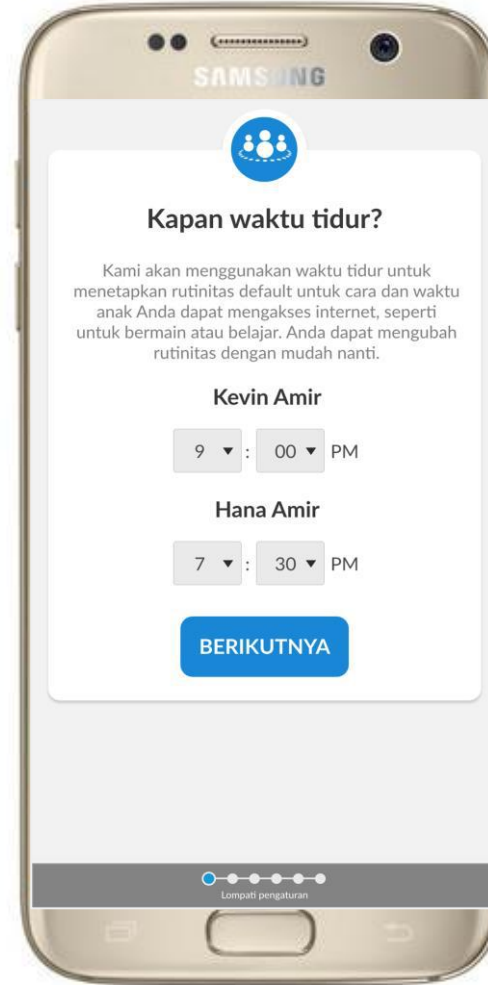 SAMSUNG
Kapan waktu tidur?
Kami akan menggunakan waktu tidur untuk
menetapkan rutinitas default untuk cara dan waktu
anak Anda dapat mengakses internet, seperti
untuk bermain atau belajar. Anda dapat mengubah
rutinitas dengan mudah nanti.
Kevin Amir
9 : 00 PM
Hana Amir
7 : 30 PM
BERIKUTNYA
Lompati pengaturan